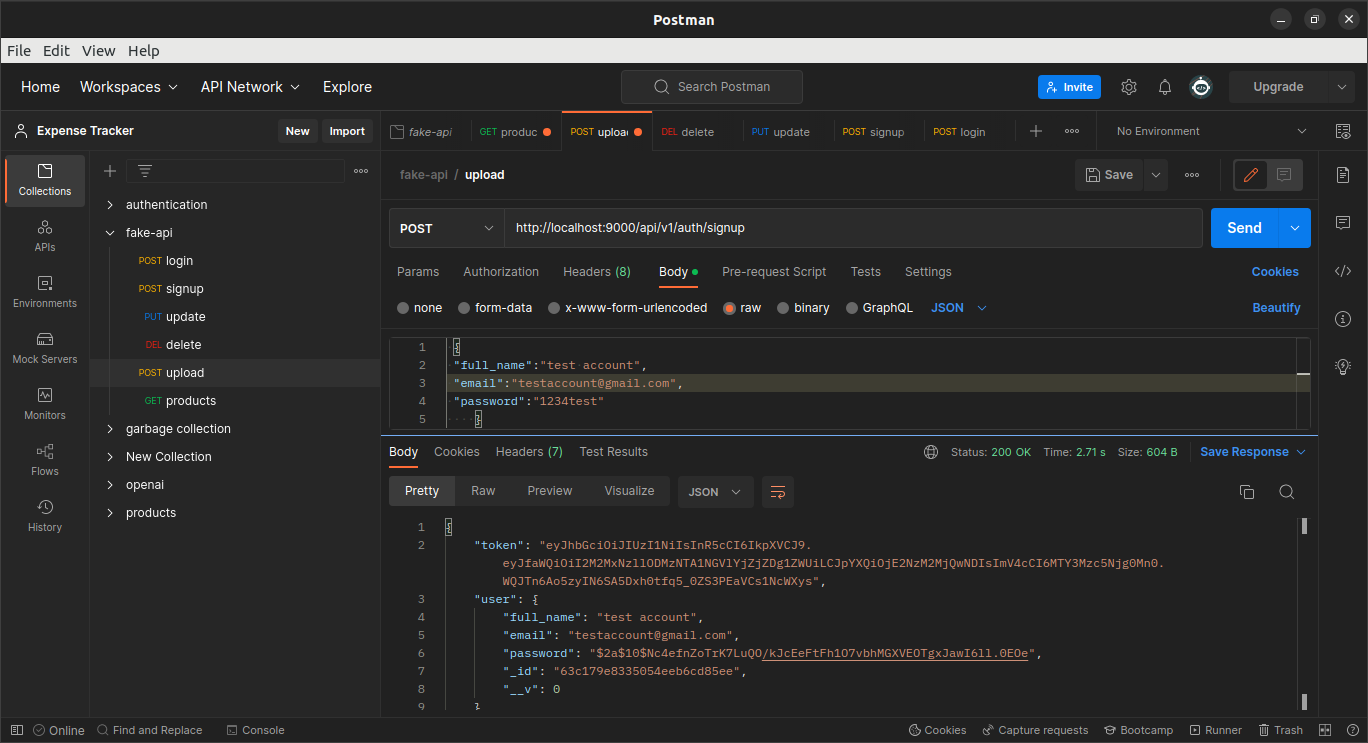 Postman
File Edit View Help
Home Workspaces API Network Explore Search Postman Invite Upgrade
Expense Tracker New Import fake-api GET produc POST uploa DEL delete PUT update POST signup POST login No Environment
Collections
APIs
Environments
Mock Servers
Monitors
Flows
History
authentication
fake-api
POST login
POST signup
PUT update
DEL delete
POST upload
GET products
garbage collection
New Collection
openai
products
fake-api / upload Save
POST http://localhost:9000/api/v1/auth/signup Send
Params Authorization Headers (8) Body Pre-request Script Tests Settings Cookies
none form-data x-www-form-urlencoded raw binary GraphQL JSON Beautify
1 {
2 "full_name":"test account",
3 "email":"testaccount@gmail.com",
4 "password":"1234test"
5 }
Body Cookies Headers (7) Test Results Status: 200 OK Time: 2.71 s Size: 604 B Save Response
Pretty Raw Preview Visualize JSON
1 {
2 "token": "eyJhbGciOiJIUzI1NiIsInR5cCI6IkpXVCJ9.
eyJfaWQiOiI2M2MxNzllODMzNTA1NGVlYjZjZDg1ZWUiLCJpYXQiOjE2NzM2MjQwNDIsImV4cCI6MTY3Mzc5Njg0Mn0.
WQJTn6Ao5zyIN6SA5Dxh0tfq5_0ZS3PEaVCs1NcWXys",
3 "user": {
4 "full_name": "test account",
5 "email": "testaccount@gmail.com",
6 "password": "$2a$10$Nc4efnZoTrK7LuQO/kJcEeFtFh1O7vbhMGXVEOTgxJawI6ll.0EOe",
7 "_id": "63c179e8335054eeb6cd85ee",
8 "__v": 0
9 }
Online Find and Replace Console Cookies Capture requests Bootcamp Runner Trash